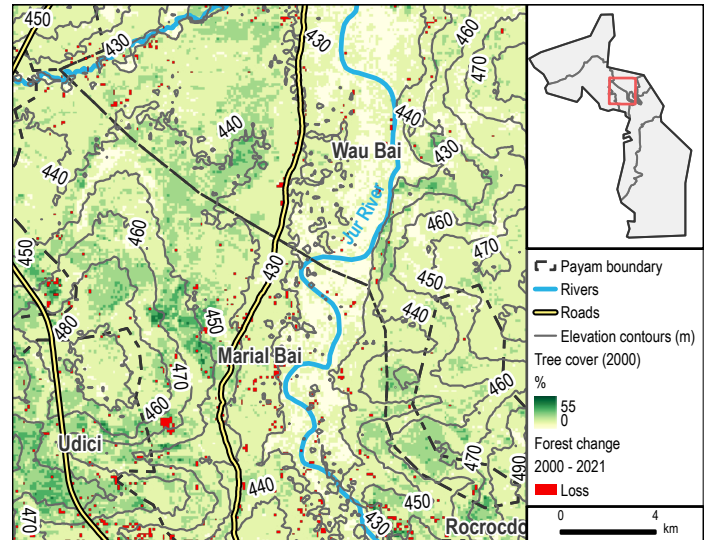 450
430
430
460
470
440
440
430
Wau Bai
440
460
Jur River
460
470
450
430
450
440
480
450
Marial Bai
470
460
460
Udici
470
490
440
450
470
430
Rocrocdo
Payam boundary
Rivers
Roads
Elevation contours (m)
Tree cover (2000)
%
55
0
Forest change
2000 - 2021
Loss
0 4
km